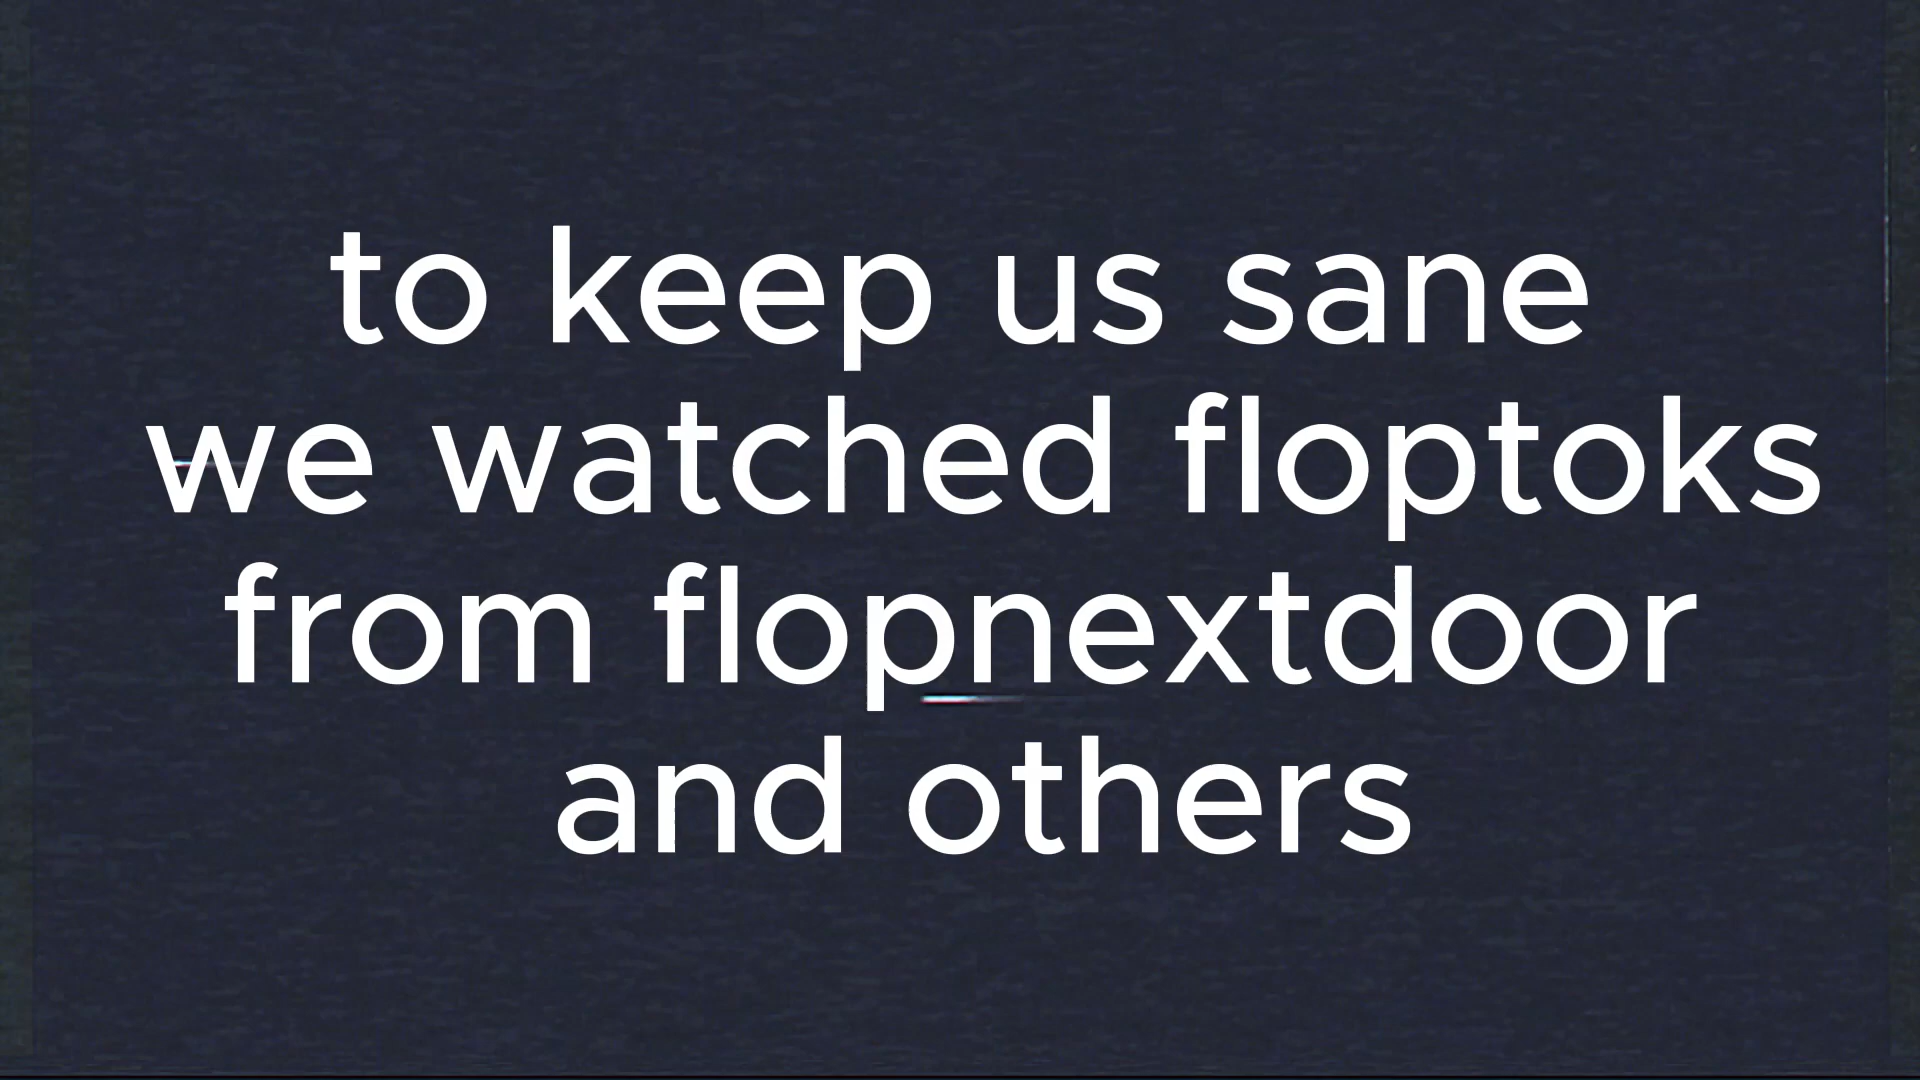 to keep us sane
we watched floptoks
from flopnextdoor
and others